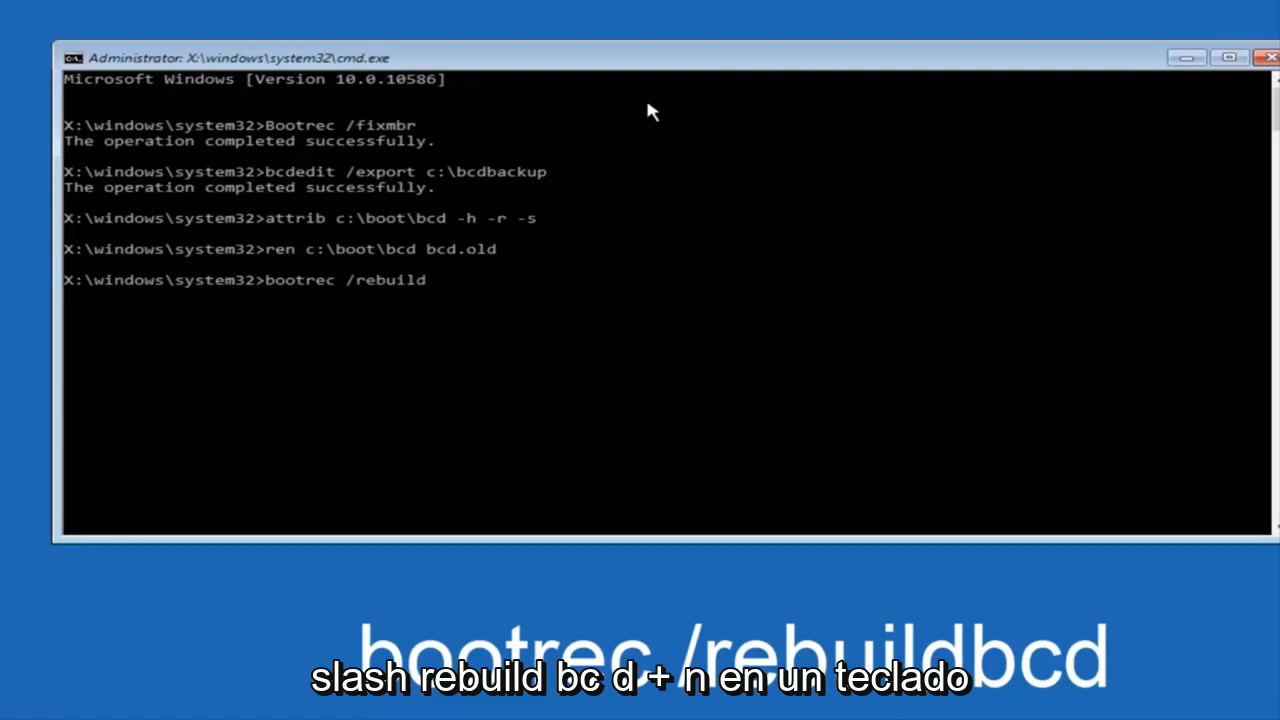 Administrator: X:\windows\system32\cmd.exe
Microsoft Windows [Version 10.0.10586]
X:\windows\system32>Bootrec /fixmbr
The operation completed successfully.
X:\windows\system32>bcdedit /export c:\bcdbackup
The operation completed successfully.
X:\windows\system32>attrib c:\boot\bcd -h -r -s
X:\windows\system32>ren c:\boot\bcd bcd.old
X:\windows\system32>bootrec /rebuild
bootrec /rebuildbcd
slash rebuild bc d + n en un teclado